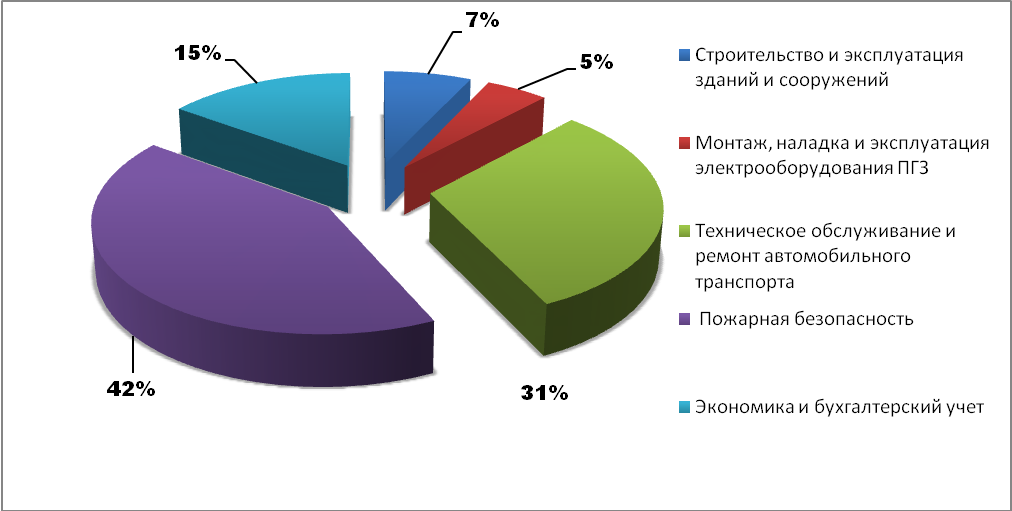 7%
15%
5%
42%
31%
Строительство и эксплуатация
зданий и сооружений
Монтаж, наладка и эксплуатация
электрооборудования ПГЗ
Техническое обслуживание и
ремонт автомобильного
транспорта
Пожарная безопасность
Экономика и бухгалтерский учет